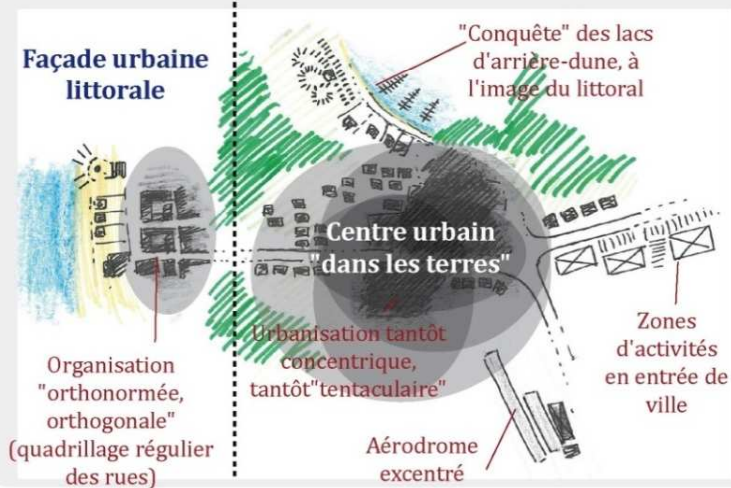 Façade urbaine
littorale
"Conquête" des lacs
d'arrière-dune, à
l'image du littoral
Centre urbain
"dans les terres"
Urbanisation tantôt
concentrique,
tantôt"tentaculaire"
Organisation
"orthonormée,
orthogonale"
(quadrillage régulier
des rues)
Aérodrome
excentré
Zones
d'activités
en entrée de
ville